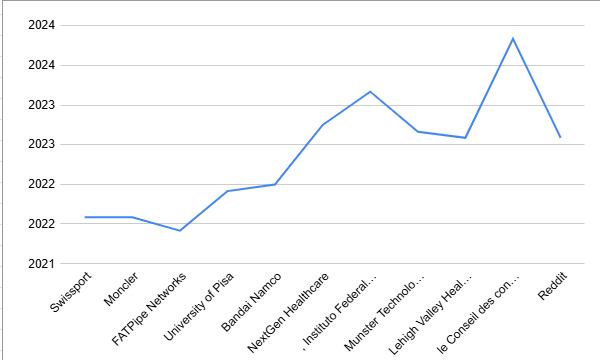 2024
2024
2023
2023
2022
2022
2021
Swissport
Moncler
FATPipe Networks
University of Pisa
Bandai Namco
NextGen Healthcare
, Instituto Federal…
Munster Technolo…
Lehigh Valley Heal…
le Conseil des con…
Reddit